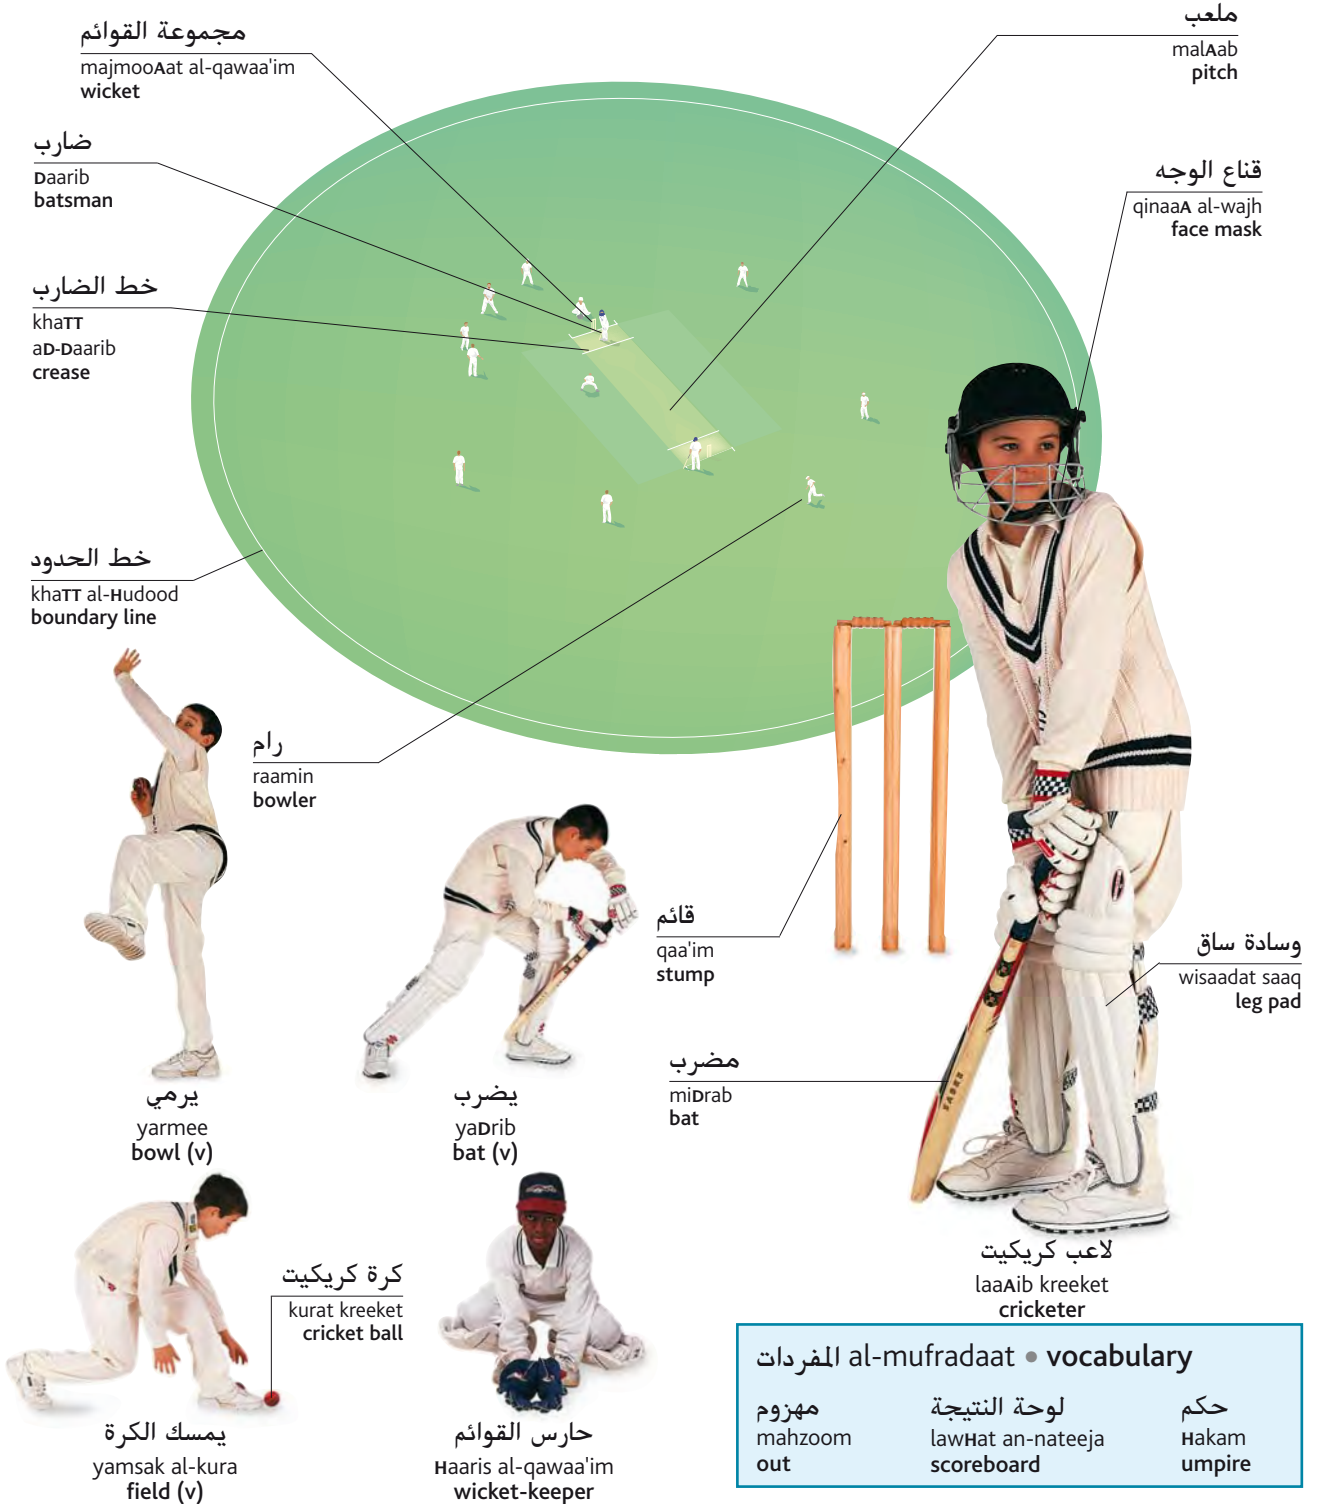 مجموعة القوائم
majmooAat al-qawaa'im
wicket
ملعب
malAab
pitch
ضارب
Daarib
batsman
قناع الوجه
qinaaA al-wajh
face mask
خط الضارب
khaTT
aD-Daarib
crease
خط الحدود
khaTT al-Hudood
boundary line
رام
raamin
bowler
قائم
qaa'im
stump
وسادة ساق
wisaadat saaq
leg pad
مضرب
miDrab
bat
يرمي
yarmee
bowl (v)
يضرب
yaDrib
bat (v)
لاعب كريكيت
laaAib kreeket
cricketer
كرة كريكيت
kurat kreeket
cricket ball
يمسك الكرة
yamsak al-kura
field (v)
حارس القوائم
Haaris al-qawaa'im
wicket-keeper
المفردات al-mufradaat • vocabulary
مهزوم
mahzoom
out
لوحة النتيجة
lawHat an-nateeja
scoreboard
حكم
Hakam
umpire